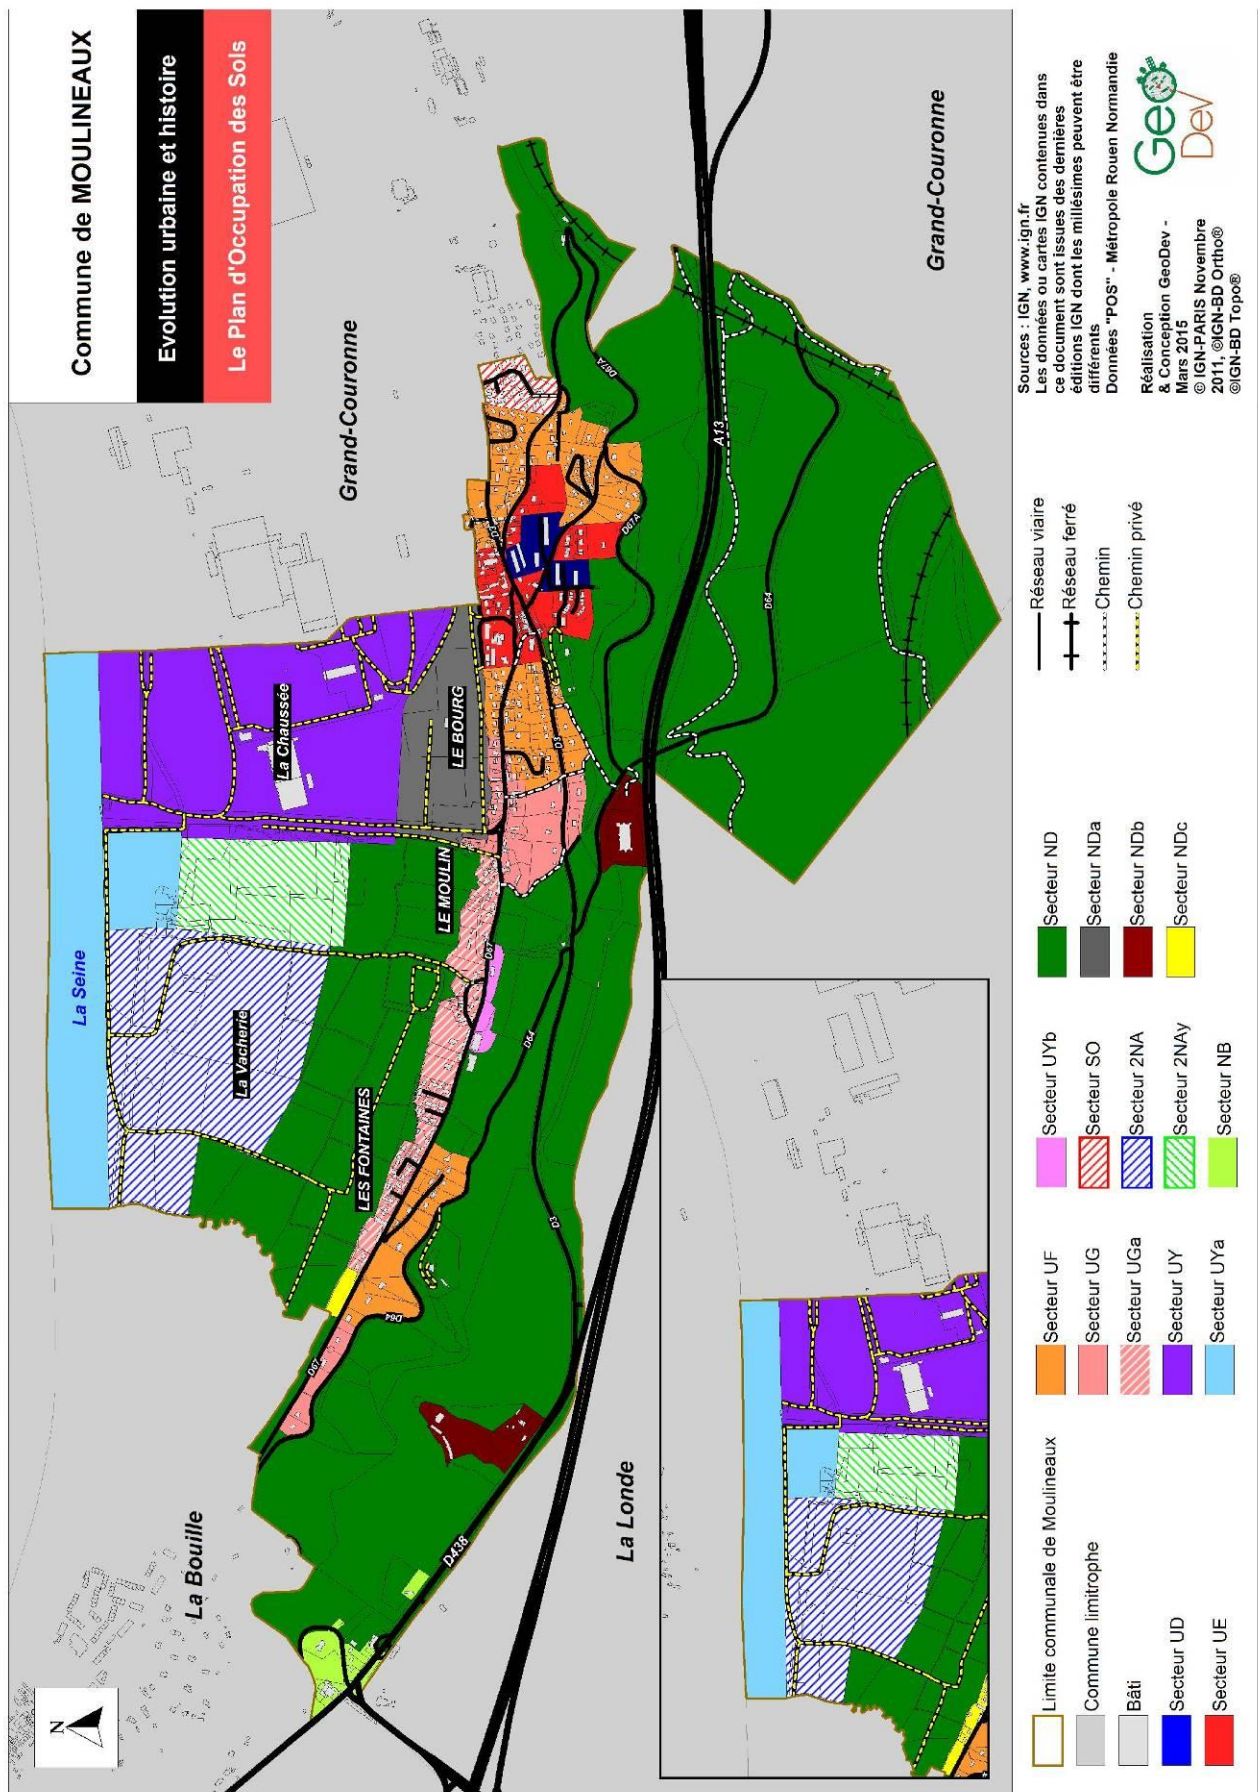 Commune de MOULINEAUX
Evolution urbaine et histoire
Le Plan d'Occupation des Sols
N
La Bouille
Grand-Couronne
Grand-Couronne
La Londe
La Seine
La Vacherie
La Chaussée
LE BOURG
LE MOULIN
LES FONTAINES
D67
D67
D67
D67A
D67A
D3
D3
D64
D64
D64
A13
D438
Limite communale de Moulineaux
Commune limitrophe
Bâti
Secteur UD
Secteur UE
Secteur UF
Secteur UG
Secteur UGa
Secteur UY
Secteur UYa
Secteur UYb
Secteur SO
Secteur 2NA
Secteur 2NAy
Secteur NB
Secteur ND
Secteur NDa
Secteur NDb
Secteur NDc
Réseau viaire
Réseau ferré
Chemin
Chemin privé
Sources : IGN, www.ign.fr
Les données ou cartes IGN contenues dans
ce document sont issues des dernières
éditions IGN dont les millésimes peuvent être
différents
Données "POS" - Métropole Rouen Normandie
Réalisation
& Conception GeoDev -
Mars 2015
© IGN-PARIS Novembre
2011, ©IGN-BD Ortho®
©IGN-BD Topo®
Geo
Dev